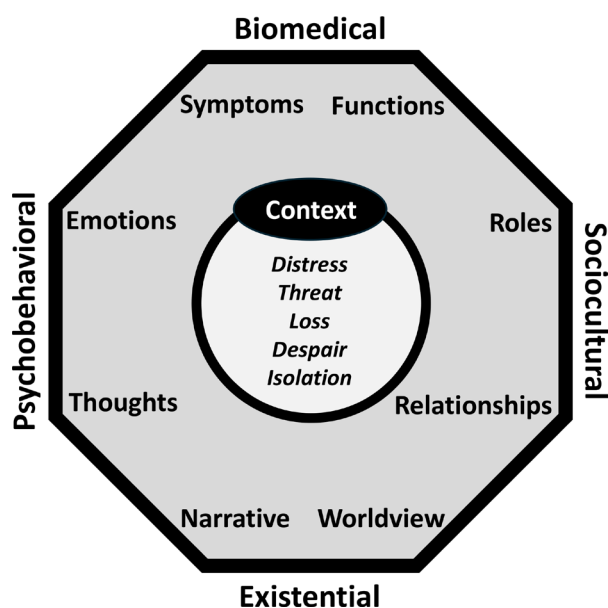 Biomedical
Symptoms Functions
Psychobehavioral
Emotions
Context
Roles
Sociocultural
Distress
Threat
Loss
Despair
Isolation
Thoughts
Relationships
Narrative Worldview
Existential